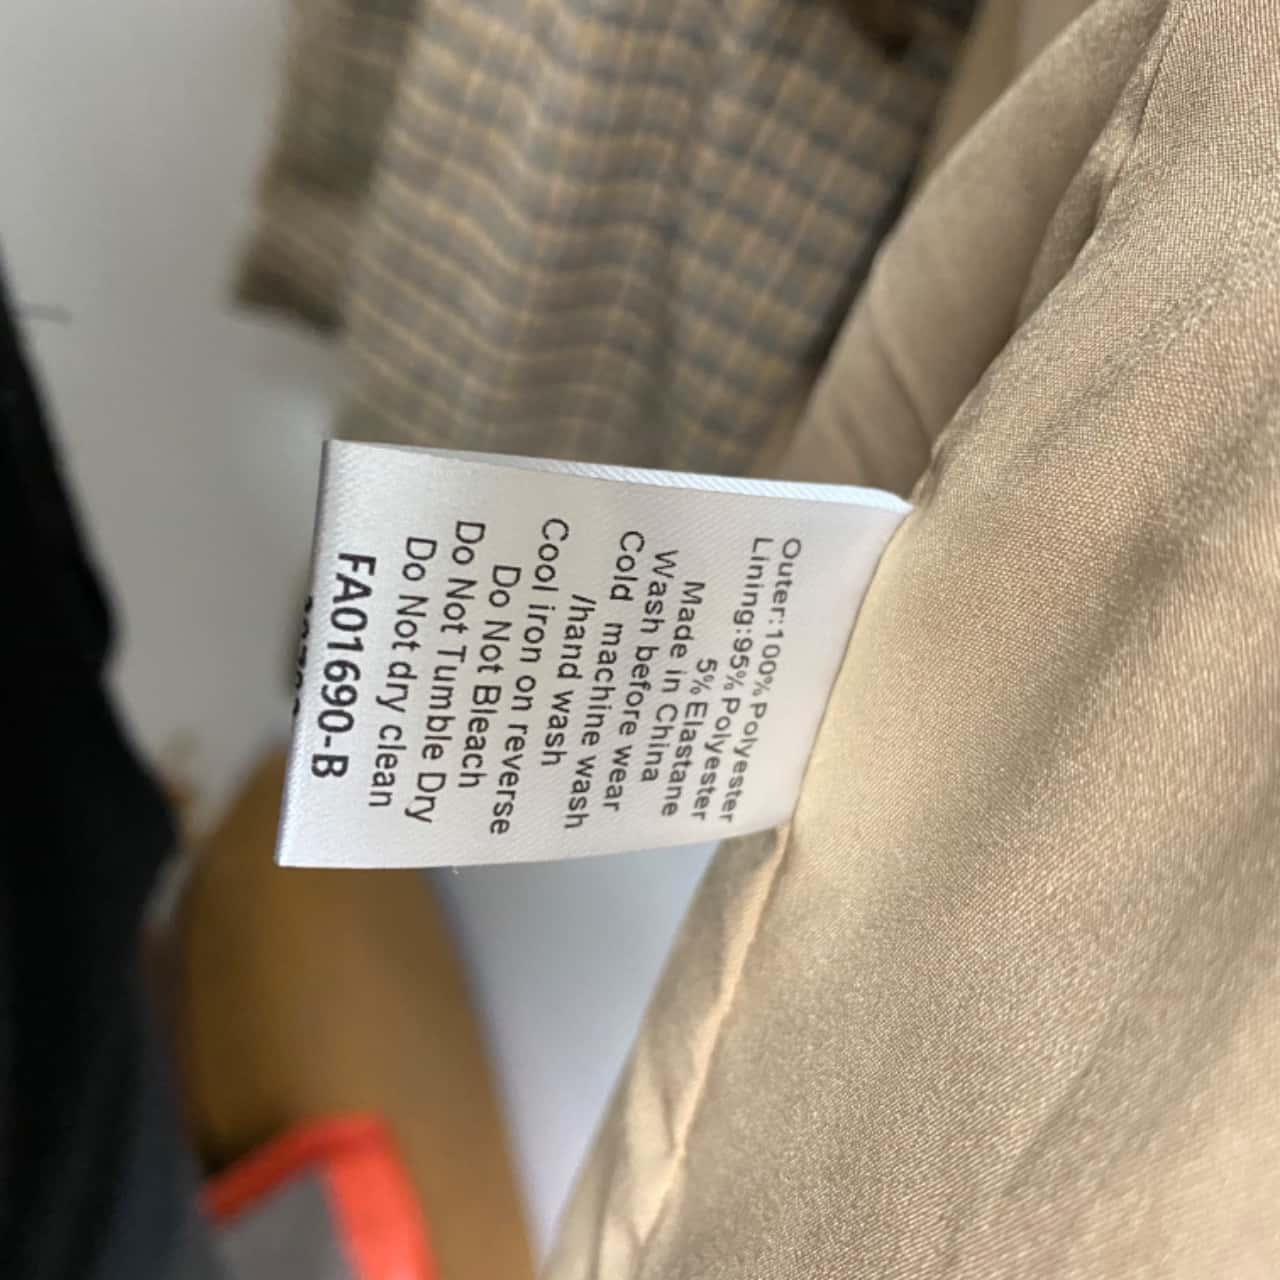 Outer:100% Polyester
Lining:95% Polyester
5% Elastane
Made in China
Wash before wear
Cold machine wash
/hand wash
Cool iron on reverse
Do Not Bleach
Do Not Tumble Dry
Do Not dry clean
FA01690-B